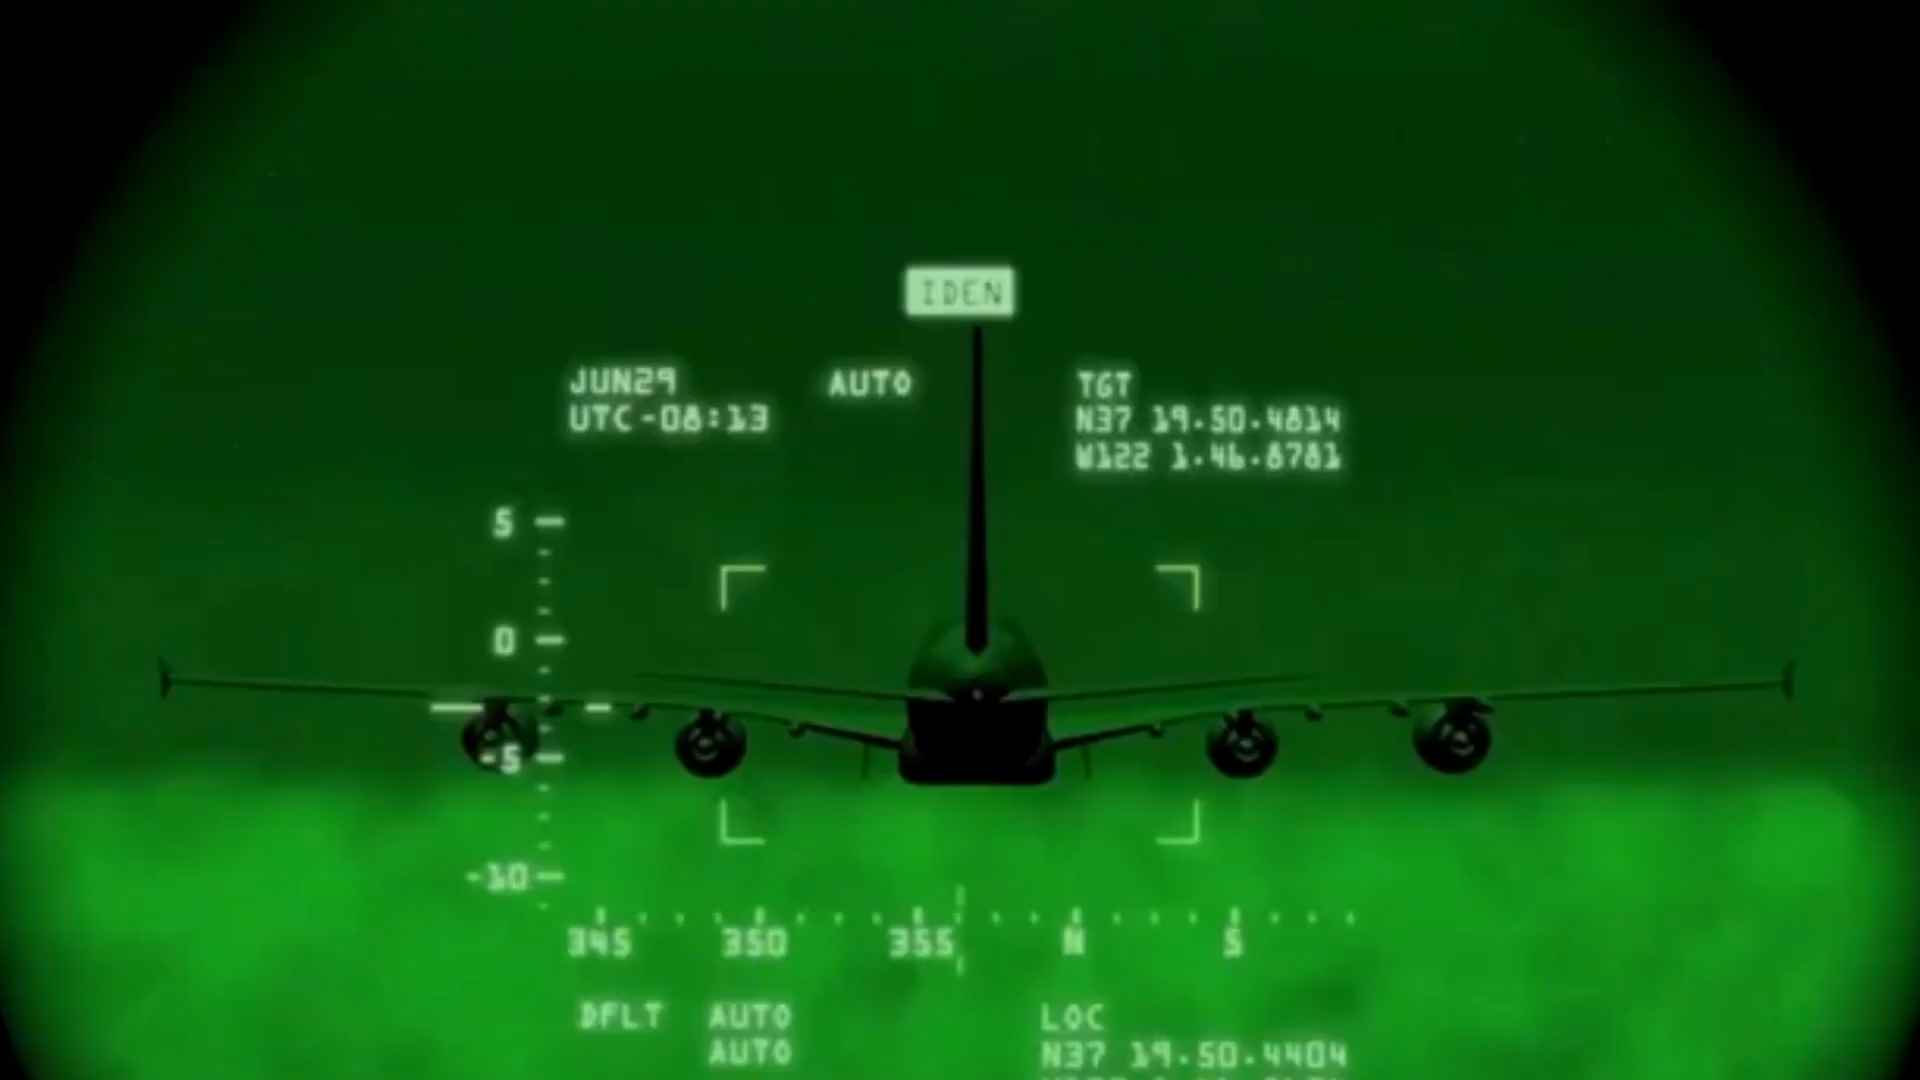 IDEN
JUN29
UTC-08:13
AUTO
TGT
N37 19.50.4814
W122 1.46.8781
5
0
-5
-10
345 350 355 N 5
DFLT AUTO
AUTO
LOC
N37 19.50.4404